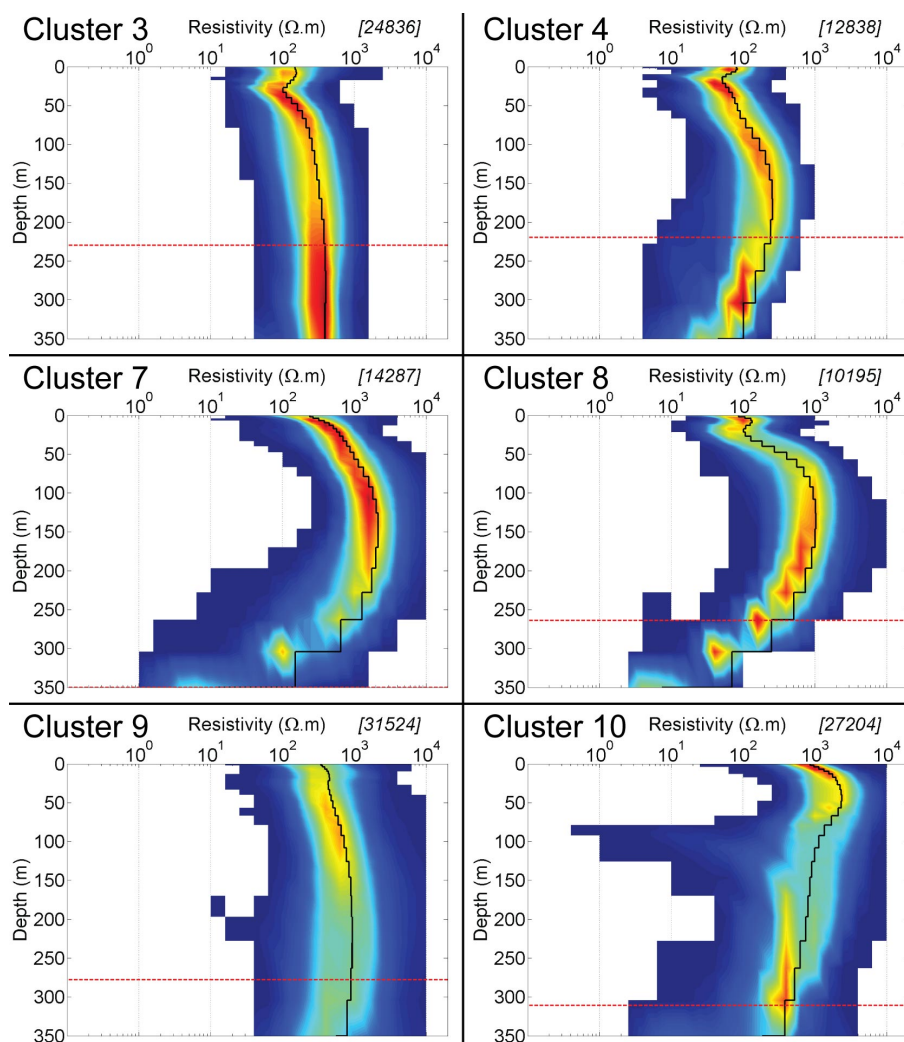 Cluster 3 Resistivity (Ω.m) [24836]
10⁰ 10¹ 10² 10³ 10⁴
Depth (m)
0
50
100
150
200
250
300
350
Cluster 4 Resistivity (Ω.m) [12838]
10⁰ 10¹ 10² 10³ 10⁴
Depth (m)
0
50
100
150
200
250
300
350
Cluster 7 Resistivity (Ω.m) [14287]
10⁰ 10¹ 10² 10³ 10⁴
Depth (m)
0
50
100
150
200
250
300
350
Cluster 8 Resistivity (Ω.m) [10195]
10⁰ 10¹ 10² 10³ 10⁴
Depth (m)
0
50
100
150
200
250
300
350
Cluster 9 Resistivity (Ω.m) [31524]
10⁰ 10¹ 10² 10³ 10⁴
Depth (m)
0
50
100
150
200
250
300
350
Cluster 10 Resistivity (Ω.m) [27204]
10⁰ 10¹ 10² 10³ 10⁴
Depth (m)
0
50
100
150
200
250
300
350